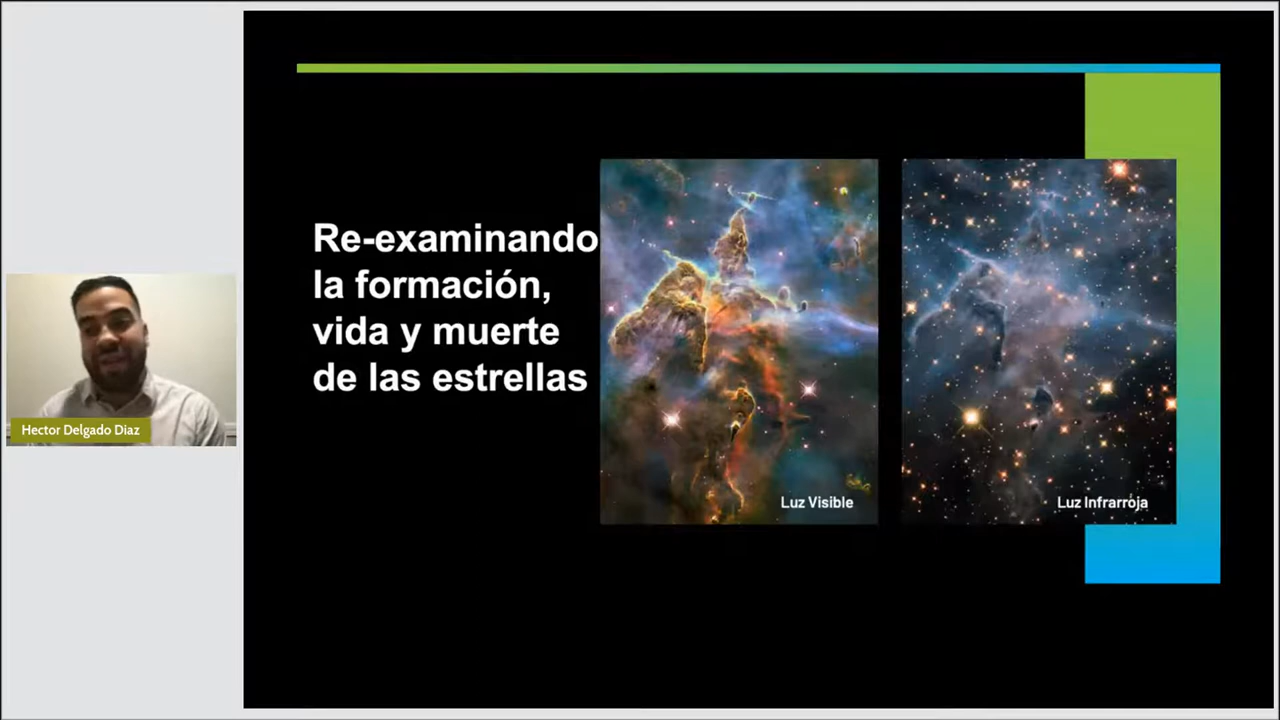 Re-examinando
la formación,
vida y muerte
de las estrellas
Luz Visible
Luz Infrarroja
Hector Delgado Diaz